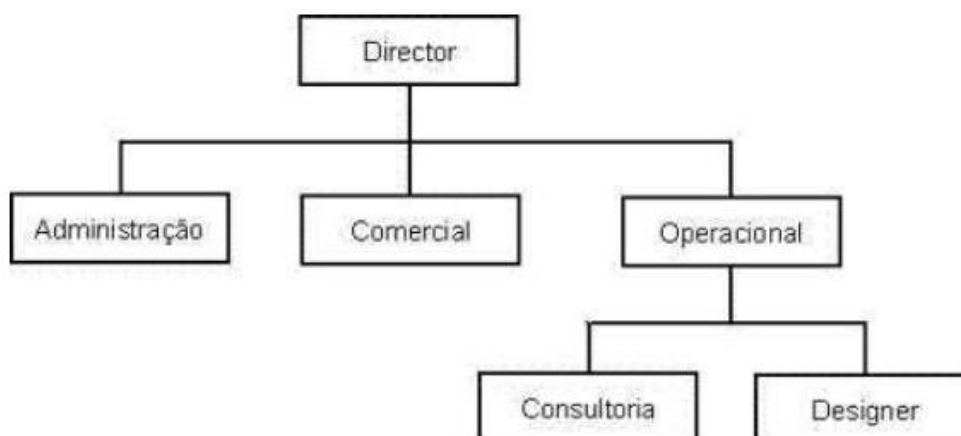 Director
Administração
Comercial
Operacional
Consultoria
Designer